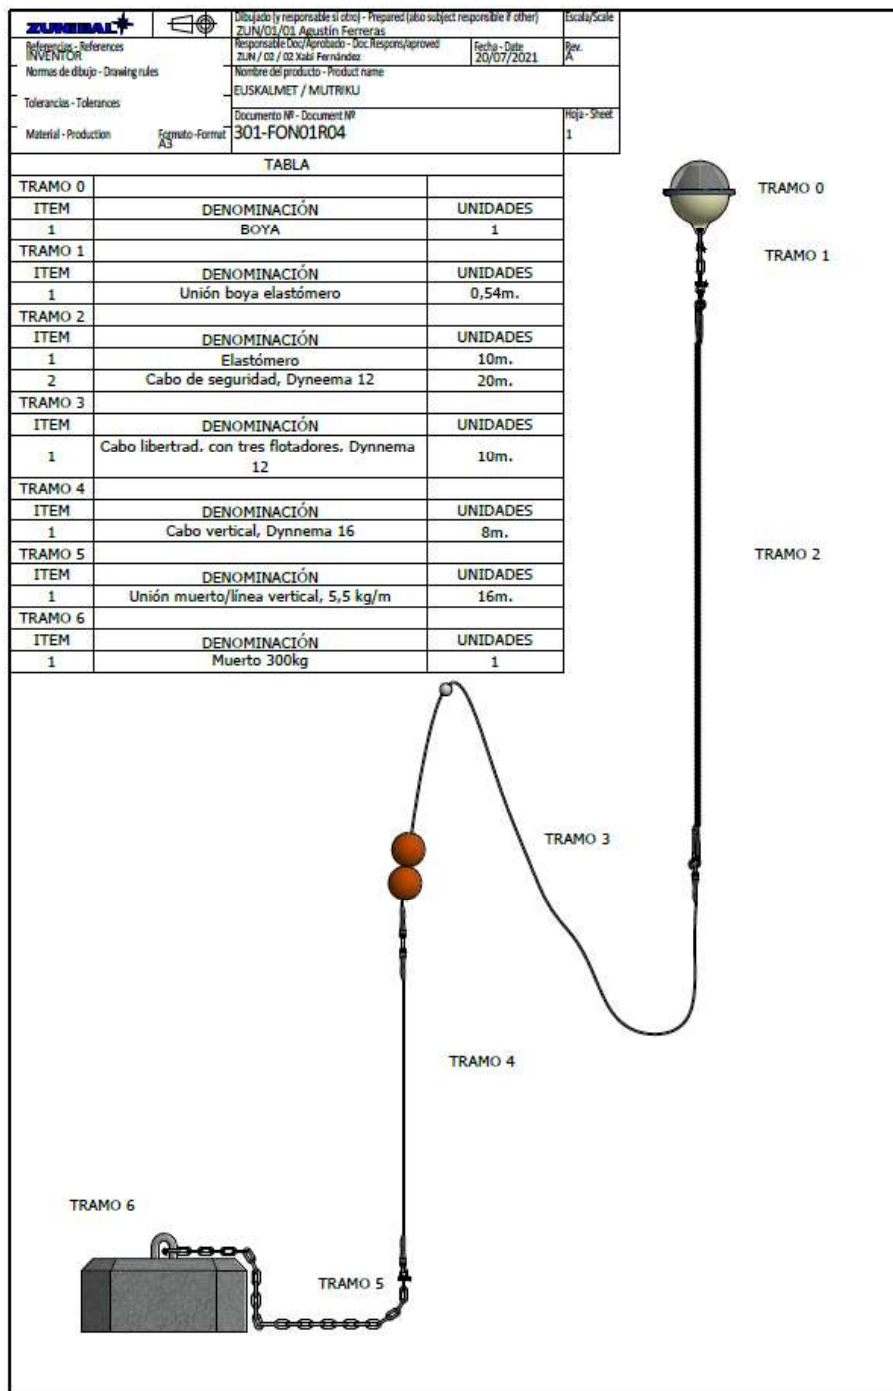 ZUNIBAL
Dibujado (y responsable si otro) - Prepared (also subject responsible if other)
ZUN/01/01 Agustín Ferreras
Escala/Scale
Referencias - References
INVENTOR
Responsable Doc/Aprobado - Doc.Respons/aproved
ZUN / 02 / 02 Xabi Fernández
Fecha - Date
20/07/2021
Rev.
A
Normas de dibujo - Drawing rules
Nombre del producto - Product name
EUSKALMET / MUTRIKU
Tolerancias - Tolerances
Documento Nº - Document Nº
301-FON01R04
Hoja - Sheet
1
Material - Production
Formato - Format
A3
TABLA
TRAMO 0
ITEM DENOMINACIÓN UNIDADES
1 BOYA 1
TRAMO 1
ITEM DENOMINACIÓN UNIDADES
1 Unión boya elastómero 0,54m.
TRAMO 2
ITEM DENOMINACIÓN UNIDADES
1 Elastómero 10m.
2 Cabo de seguridad, Dyneema 12 20m.
TRAMO 3
ITEM DENOMINACIÓN UNIDADES
1 Cabo libertrad, con tres flotadores, Dynnema
12 10m.
TRAMO 4
ITEM DENOMINACIÓN UNIDADES
1 Cabo vertical, Dynnema 16 8m.
TRAMO 5
ITEM DENOMINACIÓN UNIDADES
1 Unión muerto/línea vertical, 5,5 kg/m 16m.
TRAMO 6
ITEM DENOMINACIÓN UNIDADES
1 Muerto 300kg 1
TRAMO 0
TRAMO 1
TRAMO 2
TRAMO 3
TRAMO 4
TRAMO 6
TRAMO 5